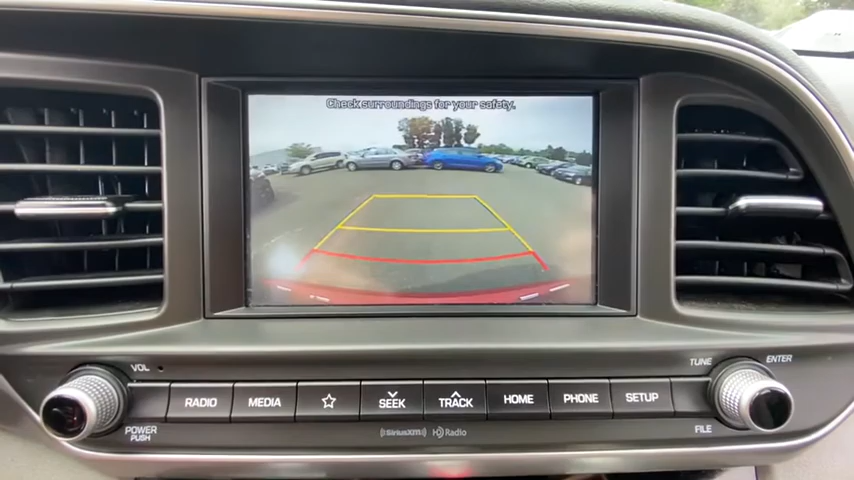 Check surroundings for your safety.
VOL
TUNE
ENTER
RADIO
MEDIA
SEEK
TRACK
HOME
PHONE
SETUP
POWER
PUSH
FILE
SiriusXM
HD Radio